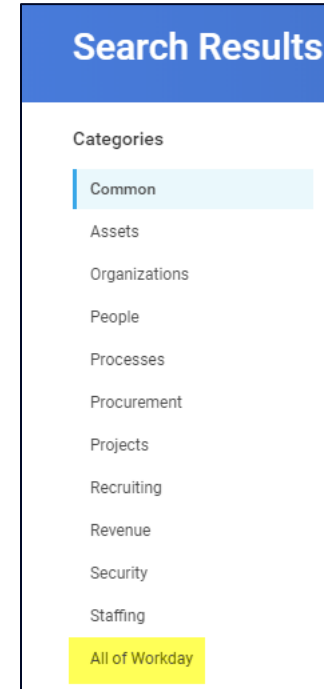 Search Results
Categories
Common
Assets
Organizations
People
Processes
Procurement
Projects
Recruiting
Revenue
Security
Staffing
All of Workday